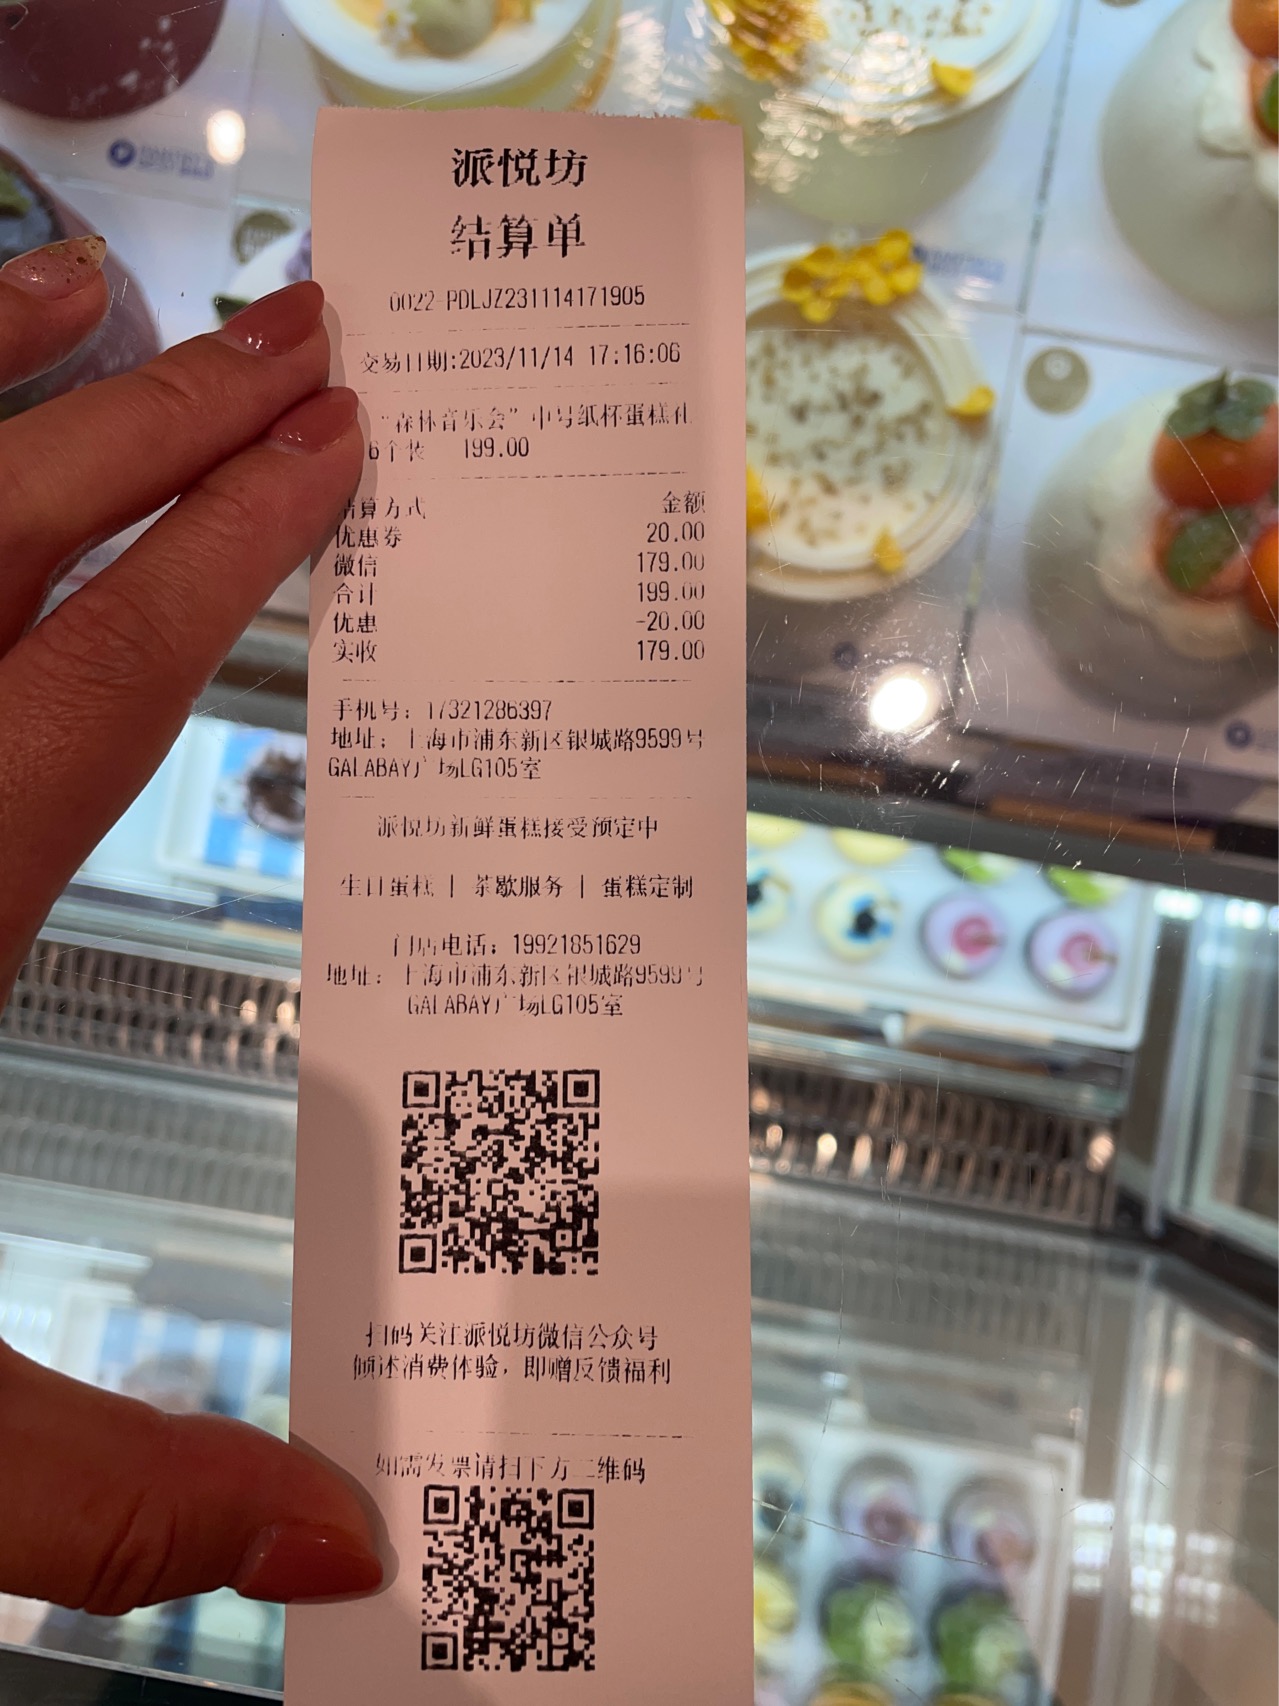 派悦坊
结算单
0022-PDLJZ231114171905
交易日期:2023/11/14 17:16:06
“森林音乐会”中号纸杯蛋糕礼
6个装 199.00
结算方式 金额
优惠券 20.00
微信 179.00
合计 199.00
优惠 -20.00
实收 179.00
手机号: 17321286397
地址: 上海市浦东新区银城路9599号
GALABAY广场LG105室
派悦坊新鲜蛋糕接受预定中
生日蛋糕 | 茶歇服务 | 蛋糕定制
门店电话: 19921851629
地址: 上海市浦东新区银城路9599号
GALABAY广场LG105室
扫码关注派悦坊微信公众号
倾述消费体验,即赠反馈福利
如需发票请扫下方二维码